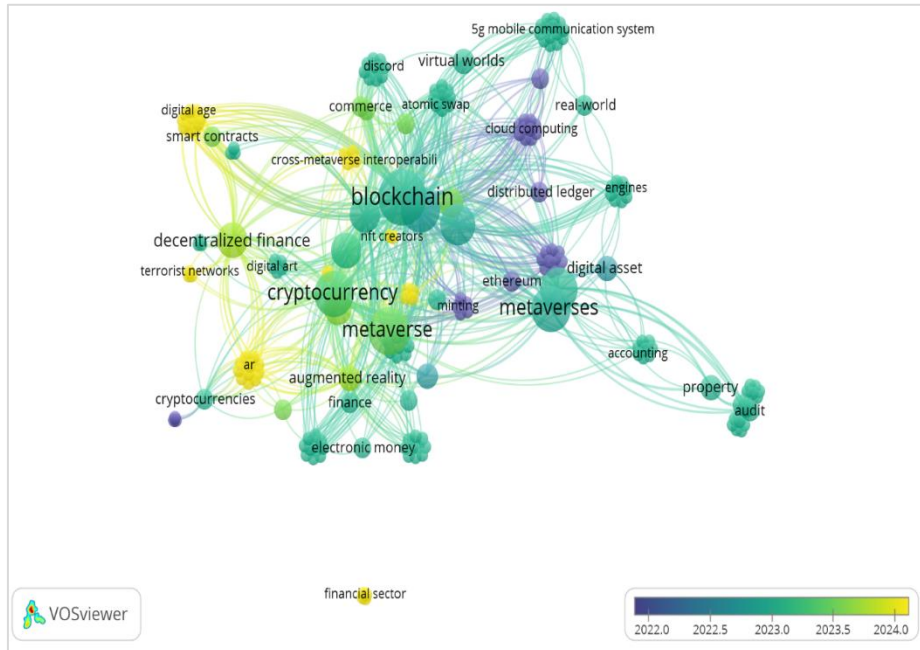 5g mobile communication system
discord
virtual worlds
digital age
commerce
atomic swap
real-world
smart contracts
cloud computing
cross-metaverse interoperabili
blockchain
distributed ledger
engines
nft creators
decentralized finance
terrorist networks
digital art
ethereum
digital asset
cryptocurrency
minting
metaverses
metaverse
accounting
ar
augmented reality
property
cryptocurrencies
finance
audit
electronic money
financial sector
VOSviewer
2022.0 2022.5 2023.0 2023.5 2024.0